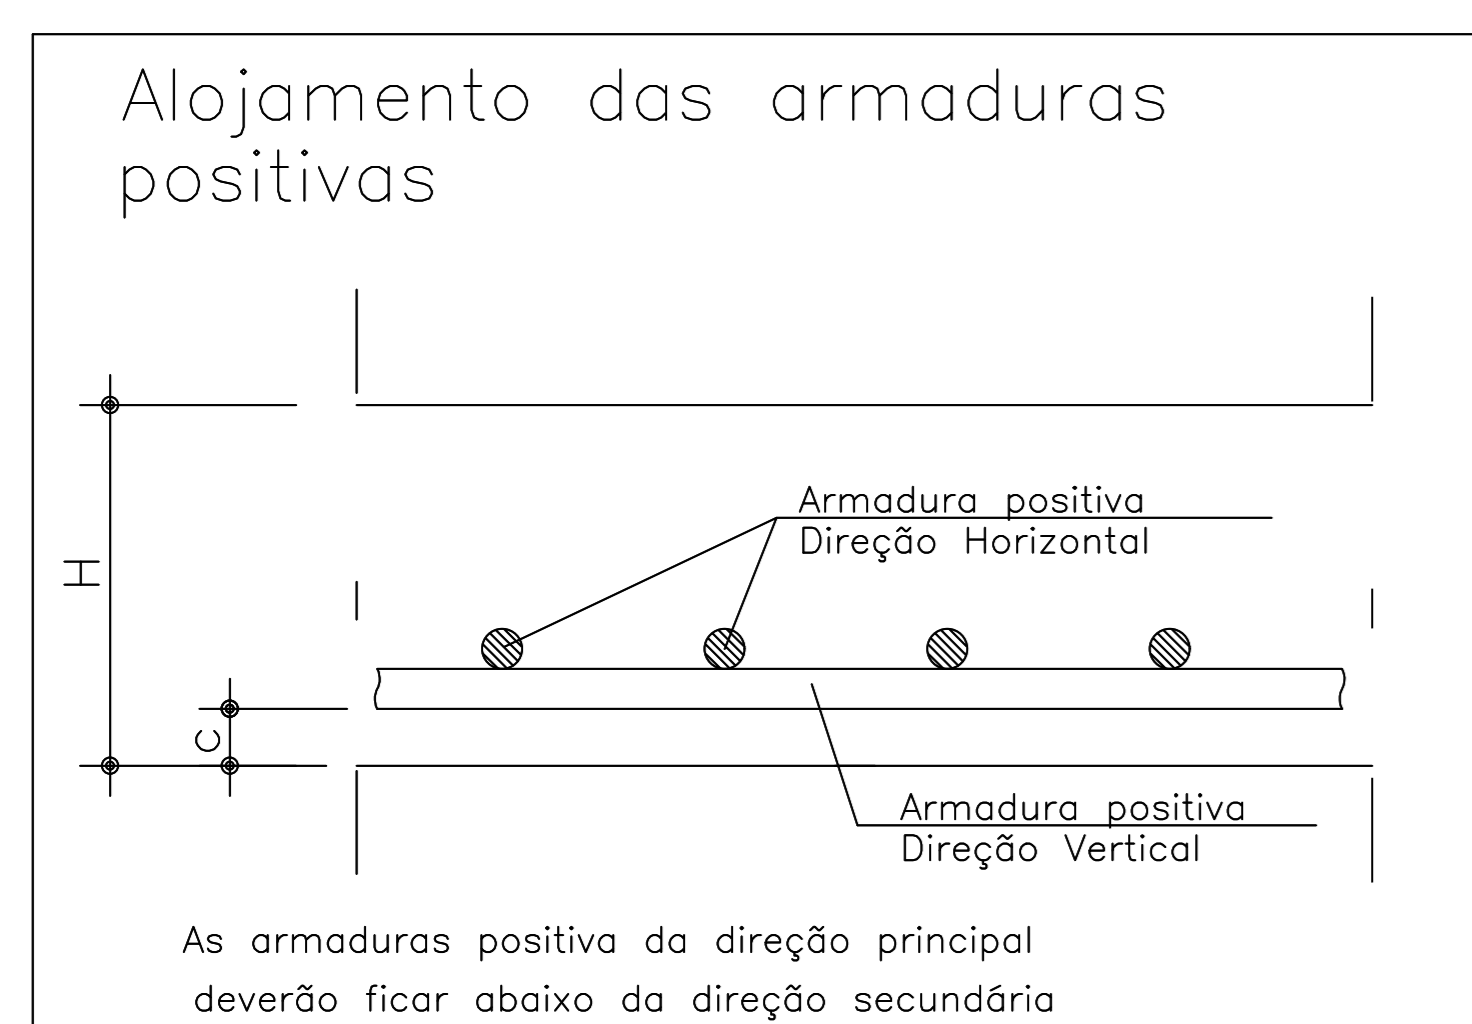 Alojamento das armaduras
positivas
Armadura positiva
Direção Horizontal
H
c
Armadura positiva
Direção Vertical
As armaduras positiva da direção principal
deverão ficar abaixo da direção secundária